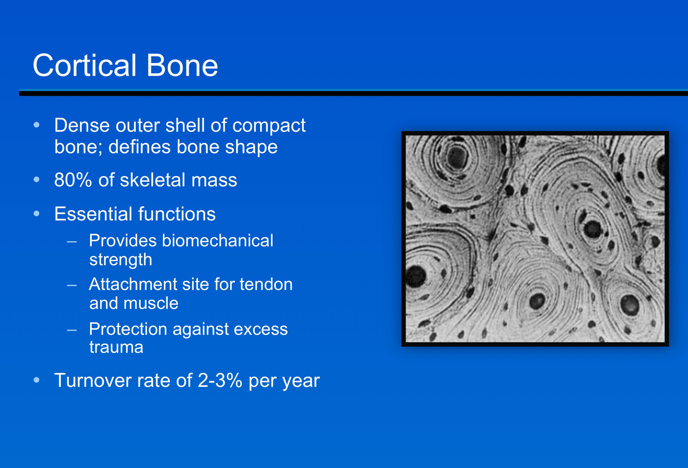 Cortical Bone
• Dense outer shell of compact
bone; defines bone shape
• 80% of skeletal mass
• Essential functions
– Provides biomechanical
strength
– Attachment site for tendon
and muscle
– Protection against excess
trauma
• Turnover rate of 2-3% per year